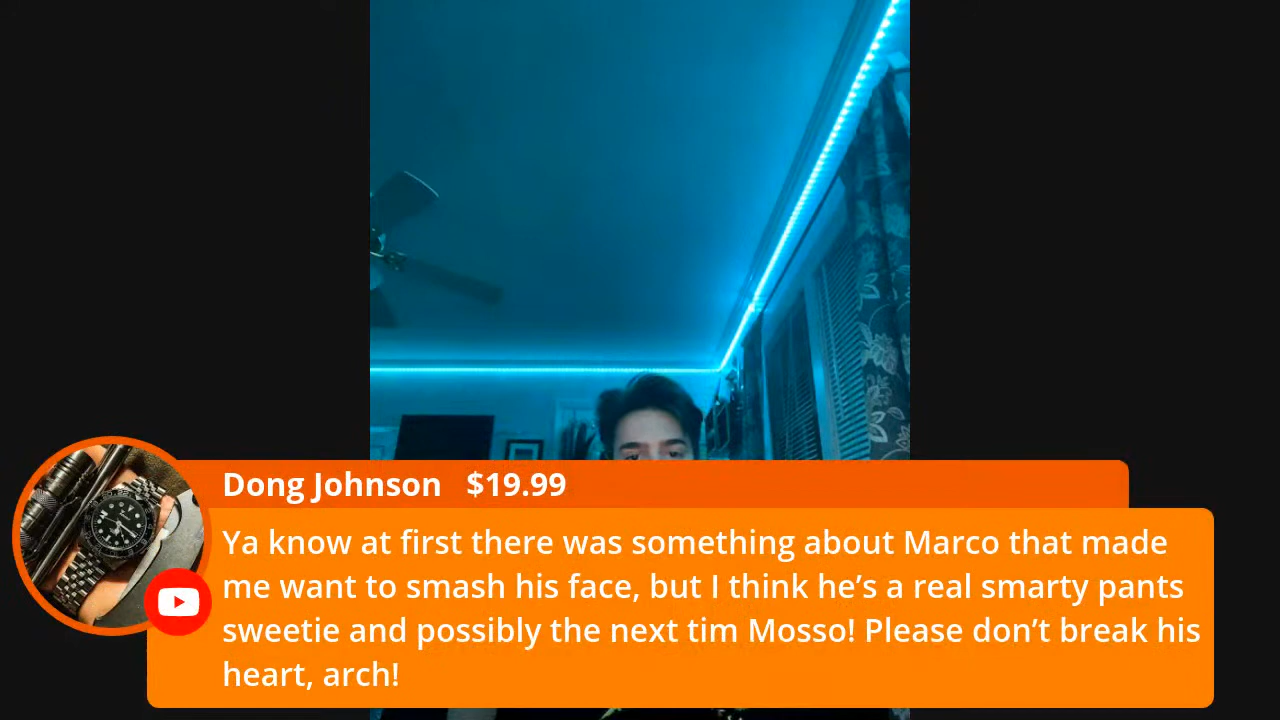 Dong Johnson $19.99
Ya know at first there was something about Marco that made
me want to smash his face, but I think he’s a real smarty pants
sweetie and possibly the next tim Mosso! Please don’t break his
heart, arch!